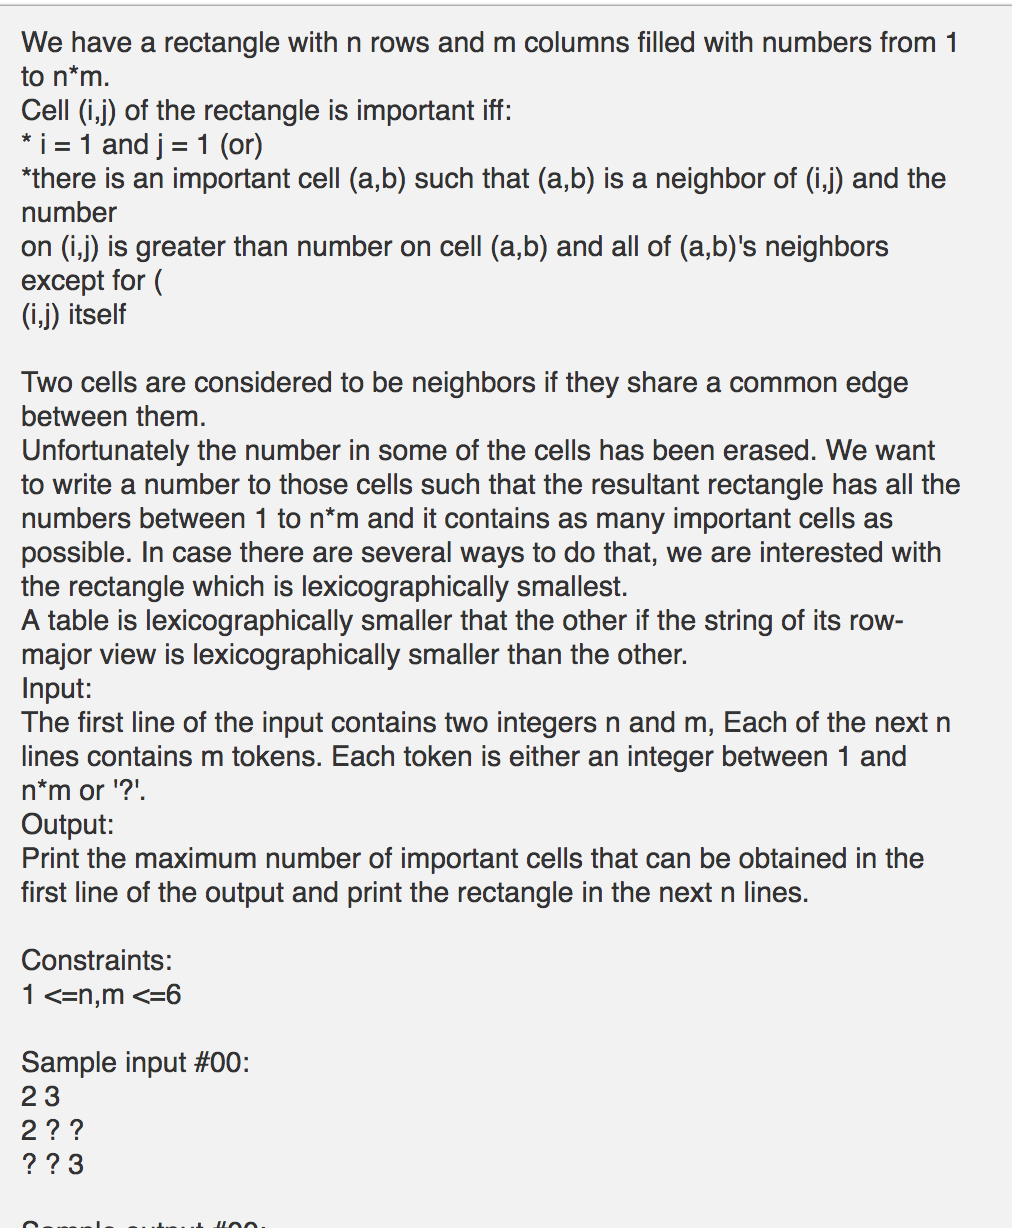 We have a rectangle with n rows and m columns filled with numbers from 1
to n*m.
Cell (i,j) of the rectangle is important iff:
* i = 1 and j = 1 (or)
*there is an important cell (a,b) such that (a,b) is a neighbor of (i,j) and the
number
on (i,j) is greater than number on cell (a,b) and all of (a,b)'s neighbors
except for (
(i,j) itself
Two cells are considered to be neighbors if they share a common edge
between them.
Unfortunately the number in some of the cells has been erased. We want
to write a number to those cells such that the resultant rectangle has all the
numbers between 1 to n*m and it contains as many important cells as
possible. In case there are several ways to do that, we are interested with
the rectangle which is lexicographically smallest.
A table is lexicographically smaller that the other if the string of its row-
major view is lexicographically smaller than the other.
Input:
The first line of the input contains two integers n and m, Each of the next n
lines contains m tokens. Each token is either an integer between 1 and
n*m or '?'.
Output:
Print the maximum number of important cells that can be obtained in the
first line of the output and print the rectangle in the next n lines.
Constraints:
1 <=n,m <=6
Sample input #00:
2 3
2 ? ?
? ? 3
Sample output #00: